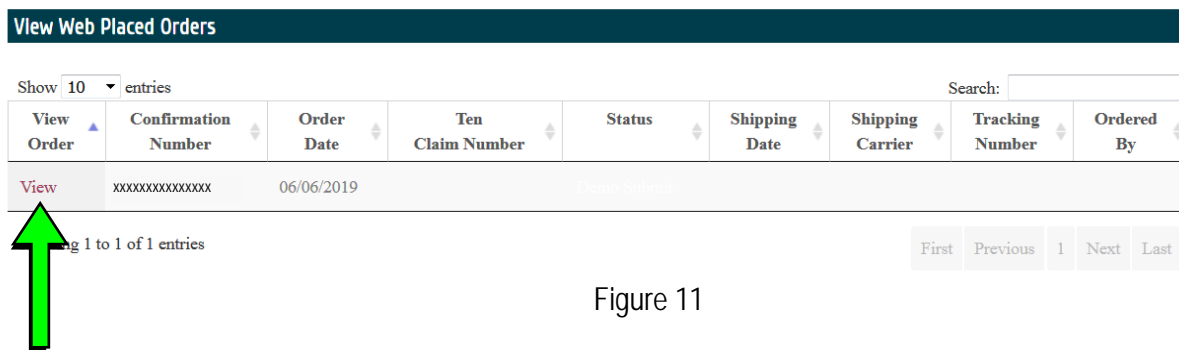 VIew Web Placed Orders
Show 10 entries
Search:
View Order
Confirmation Number
Order Date
Ten Claim Number
Status
Shipping Date
Shipping Carrier
Tracking Number
Ordered By
View xxxxxxxxxxxxxxx 06/06/2019 Demo Submit
1 to 1 of 1 entries
First Previous 1 Next Last
Figure 11